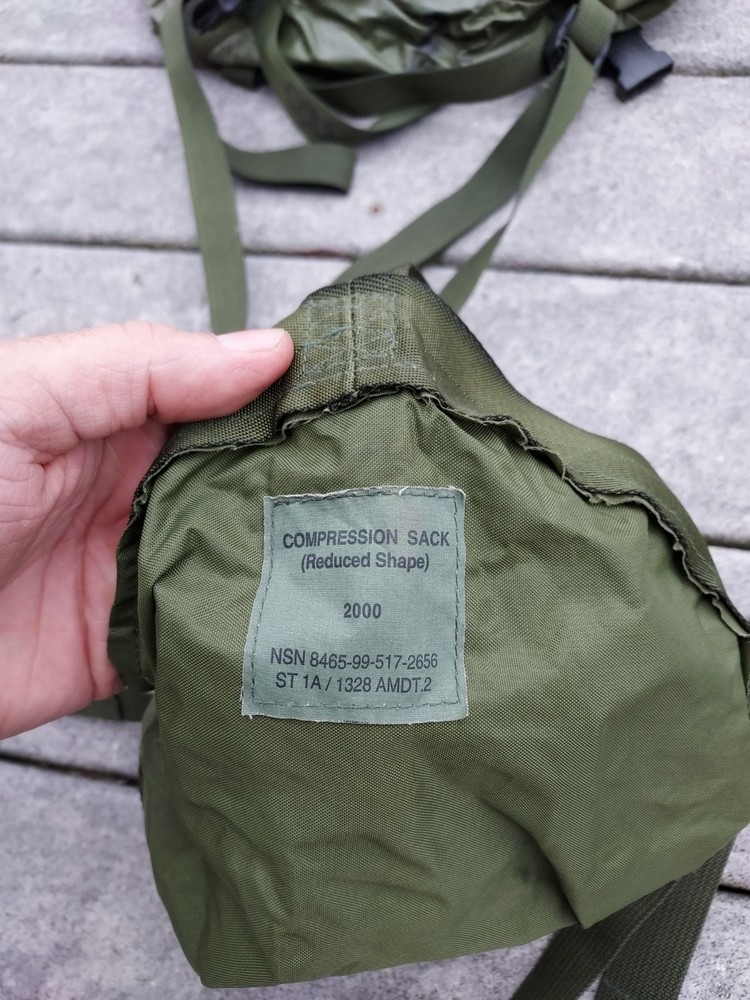 COMPRESSION SACK
(Reduced Shape)
2000
NSN 8465-99-517-2656
ST 1A / 1328 AMDT.2